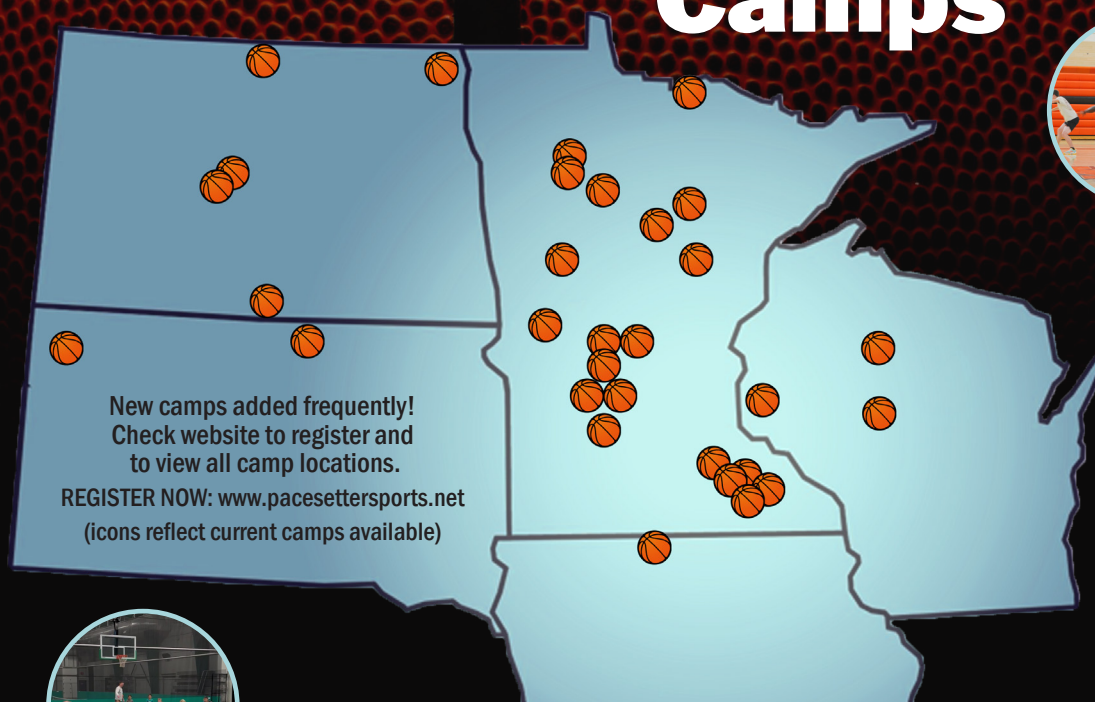 Camps
New camps added frequently!
Check website to register and
to view all camp locations.
REGISTER NOW: www.pacesettersports.net
(icons reflect current camps available)